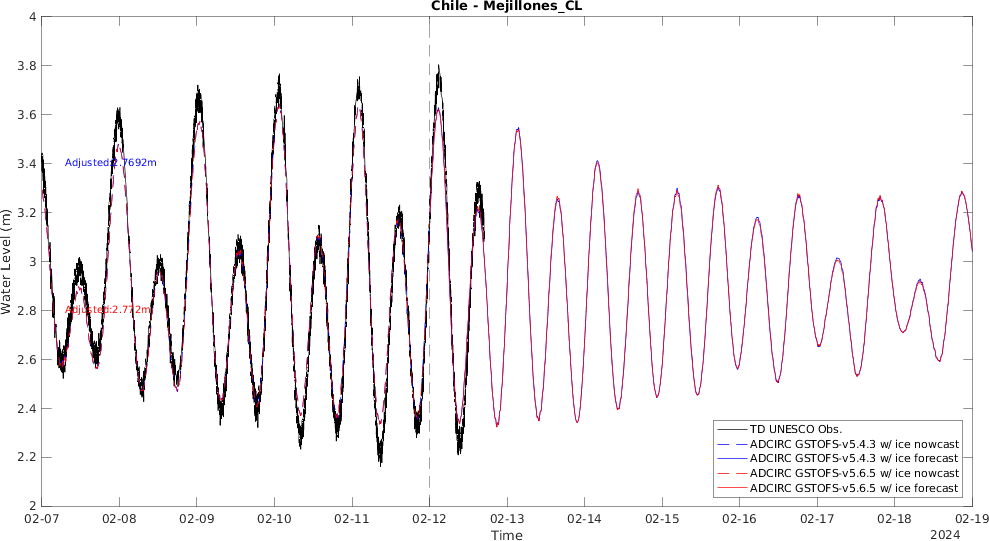 Chile - Mejillones_CL
4
3.8
3.6
3.4
3.2
3
2.8
2.6
2.4
2.2
2
Water Level (m)
Adjusted:2.7692m
Adjusted:2.772m
TD UNESCO Obs.
ADCIRC GSTOFS-v5.4.3 w/ ice nowcast
ADCIRC GSTOFS-v5.4.3 w/ ice forecast
ADCIRC GSTOFS-v5.6.5 w/ ice nowcast
ADCIRC GSTOFS-v5.6.5 w/ ice forecast
02-07 02-08 02-09 02-10 02-11 02-12 02-13 02-14 02-15 02-16 02-17 02-18 02-19
Time
2024